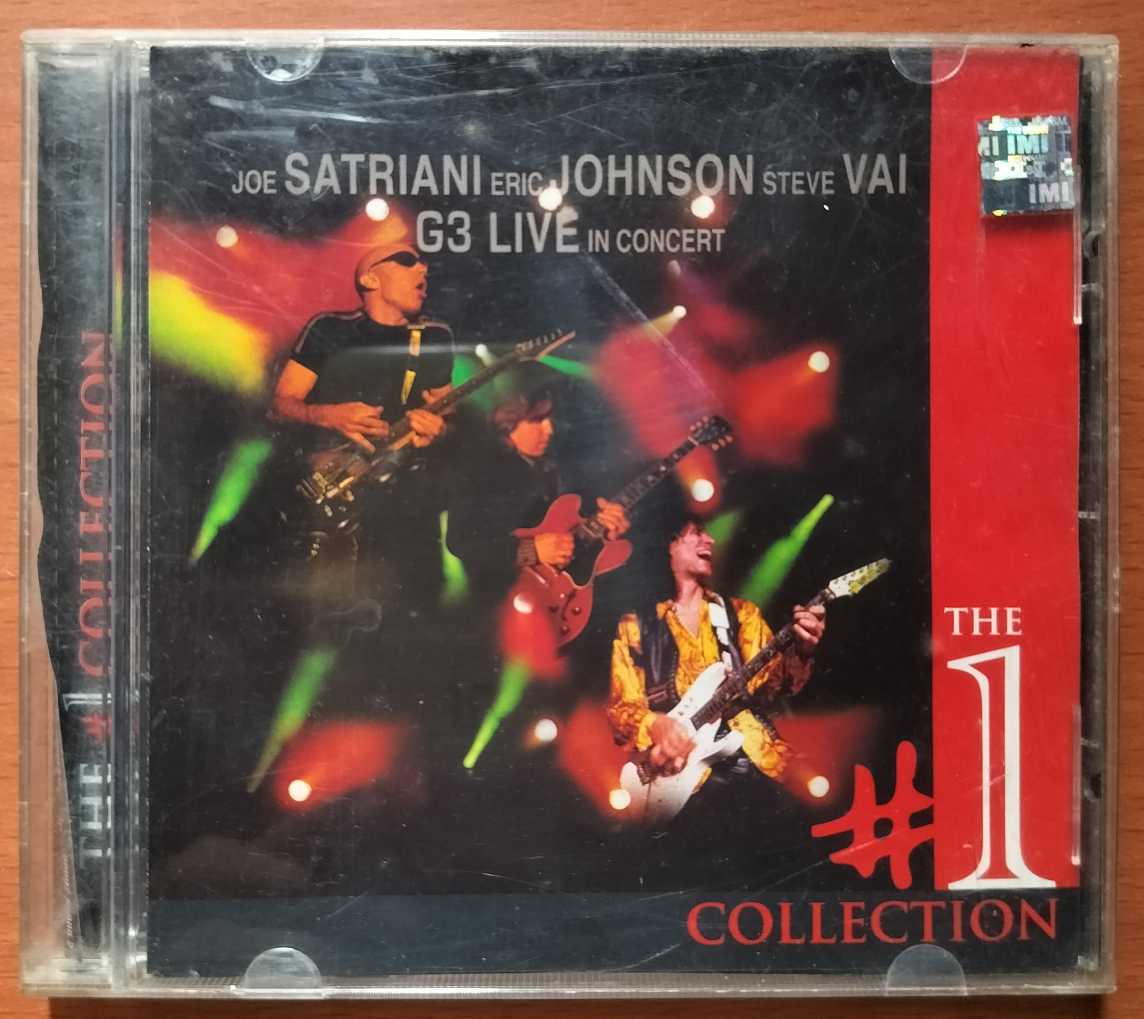 JOE SATRIANI ERIC JOHNSON STEVE VAI
G3 LIVE IN CONCERT
IMI
IMI
THE
#1
COLLECTION
THE #1 COLLECTION